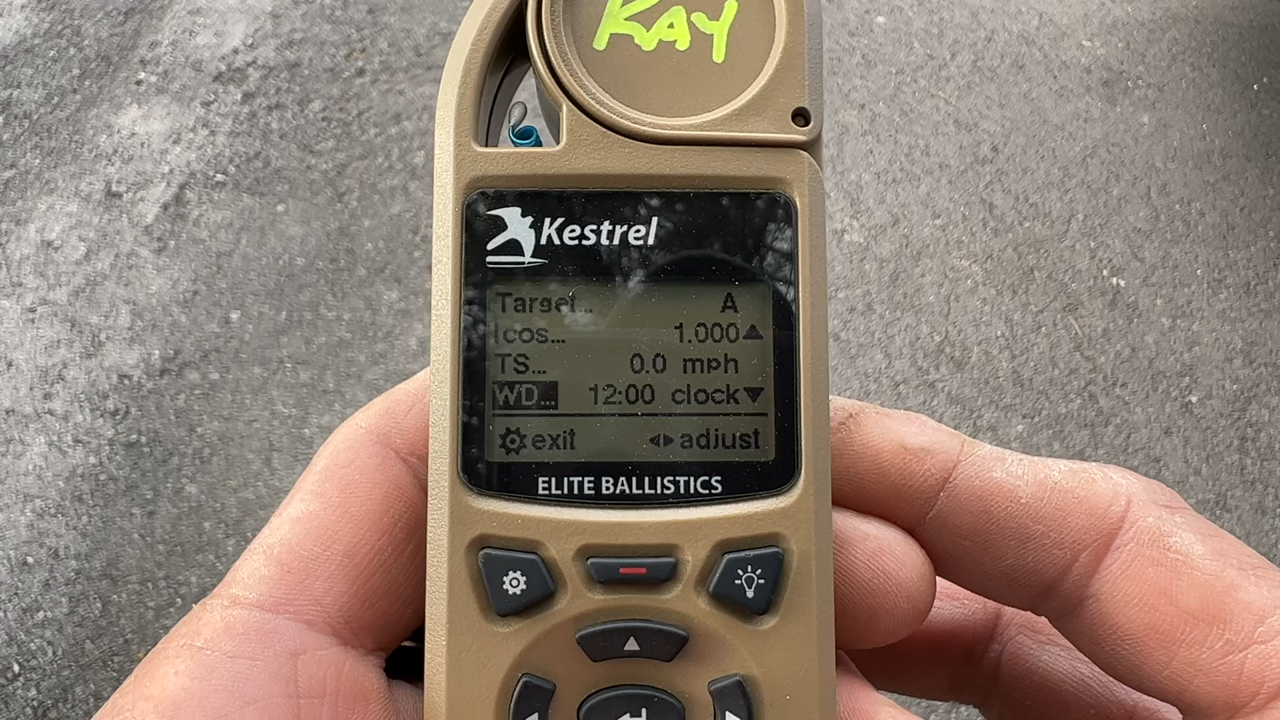 KAY
Kestrel
Target... A
Icos... 1.000▲
TS... 0.0 mph
WD... 12:00 clock▼
exit ◂▸adjust
ELITE BALLISTICS